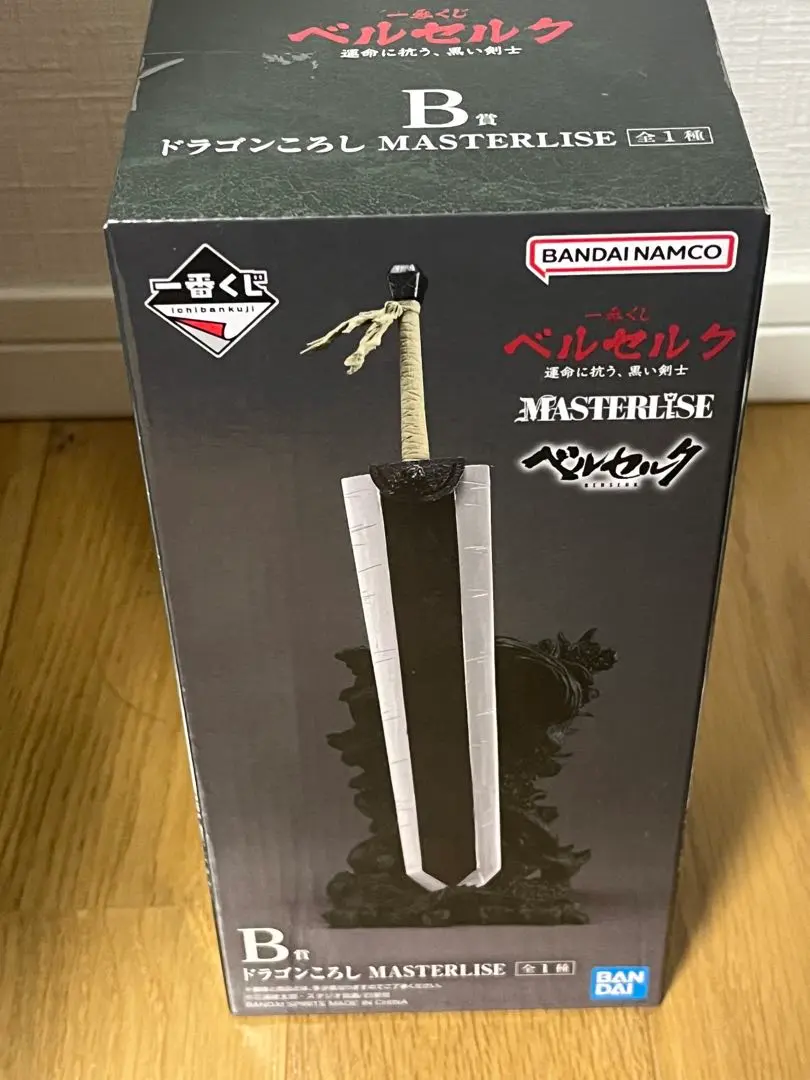 一番くじ
ベルセルク
運命に抗う、黒い剣士
B賞
ドラゴンころし MASTERLISE 全1種
一番くじ
ichibankuji
BANDAI NAMCO
一番くじ
ベルセルク
運命に抗う、黒い剣士
MASTERLISE
ベルセルク
BERSERK
B賞
ドラゴンころし MASTERLISE 全1種
BANDAI SPIRITS MADE IN CHINA
BAN
DAI